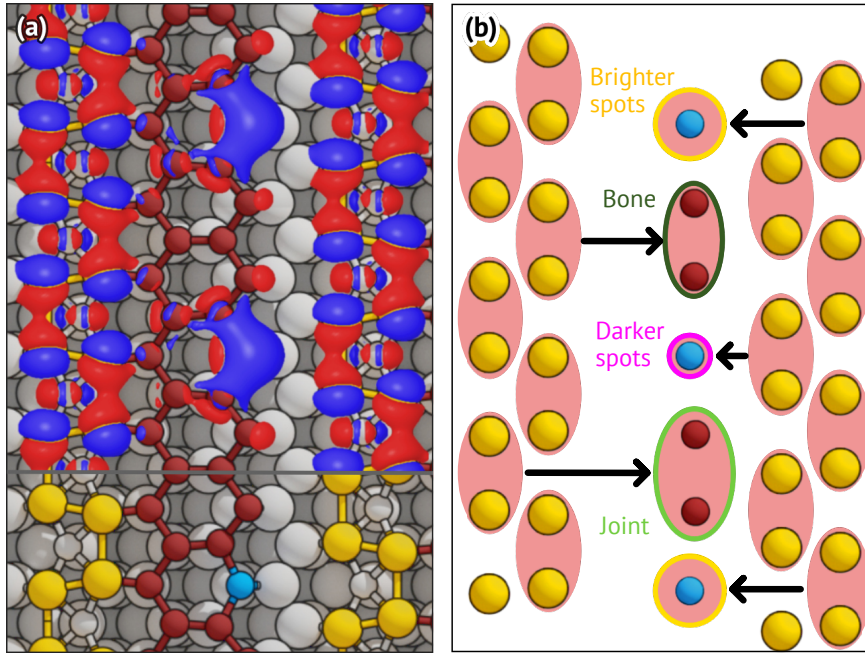 (a)
(b)
Brighter
spots
Bone
Darker
spots
Joint